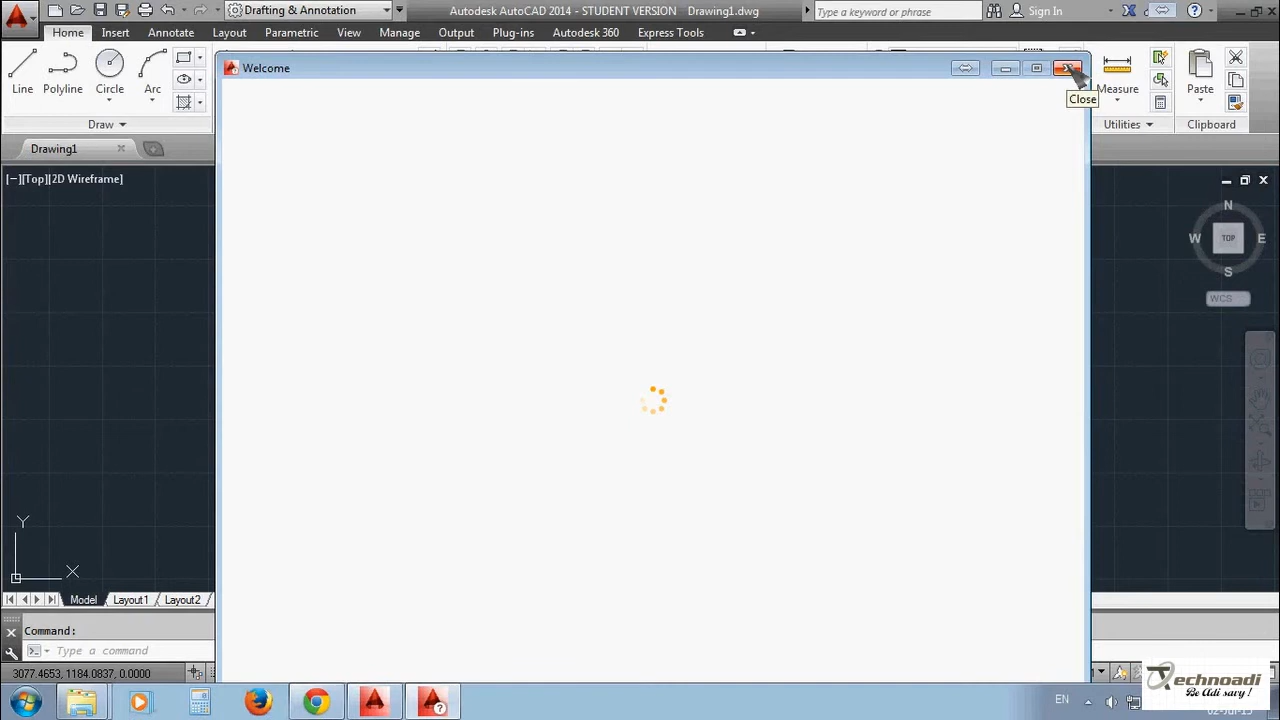 Drafting & Annotation
Autodesk AutoCAD 2014 - STUDENT VERSION Drawing1.dwg
Type a keyword or phrase
Sign In
Home Insert Annotate Layout Parametric View Manage Output Plug-ins Autodesk 360 Express Tools
Welcome
Close
Line Polyline Circle Arc
Measure
Paste
Draw
Utilities
Clipboard
Drawing1
[−][Top][2D Wireframe]
N
W TOP E
S
WCS
Y
X
Model Layout1 Layout2
Command:
Type a command
3077.4653, 1184.0837, 0.0000
Technoadi
Be Adi savy!
EN